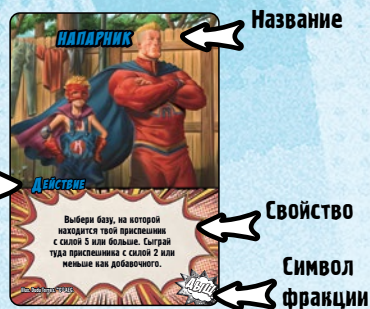 Название
НАПАРНИК
Действие
Выбери базу, на которой
находится твой приспешник
с силой 5 или больше. Сыграй
туда приспешника с силой 2 или
меньше как добавочного.
Свойство
Символ
фракции